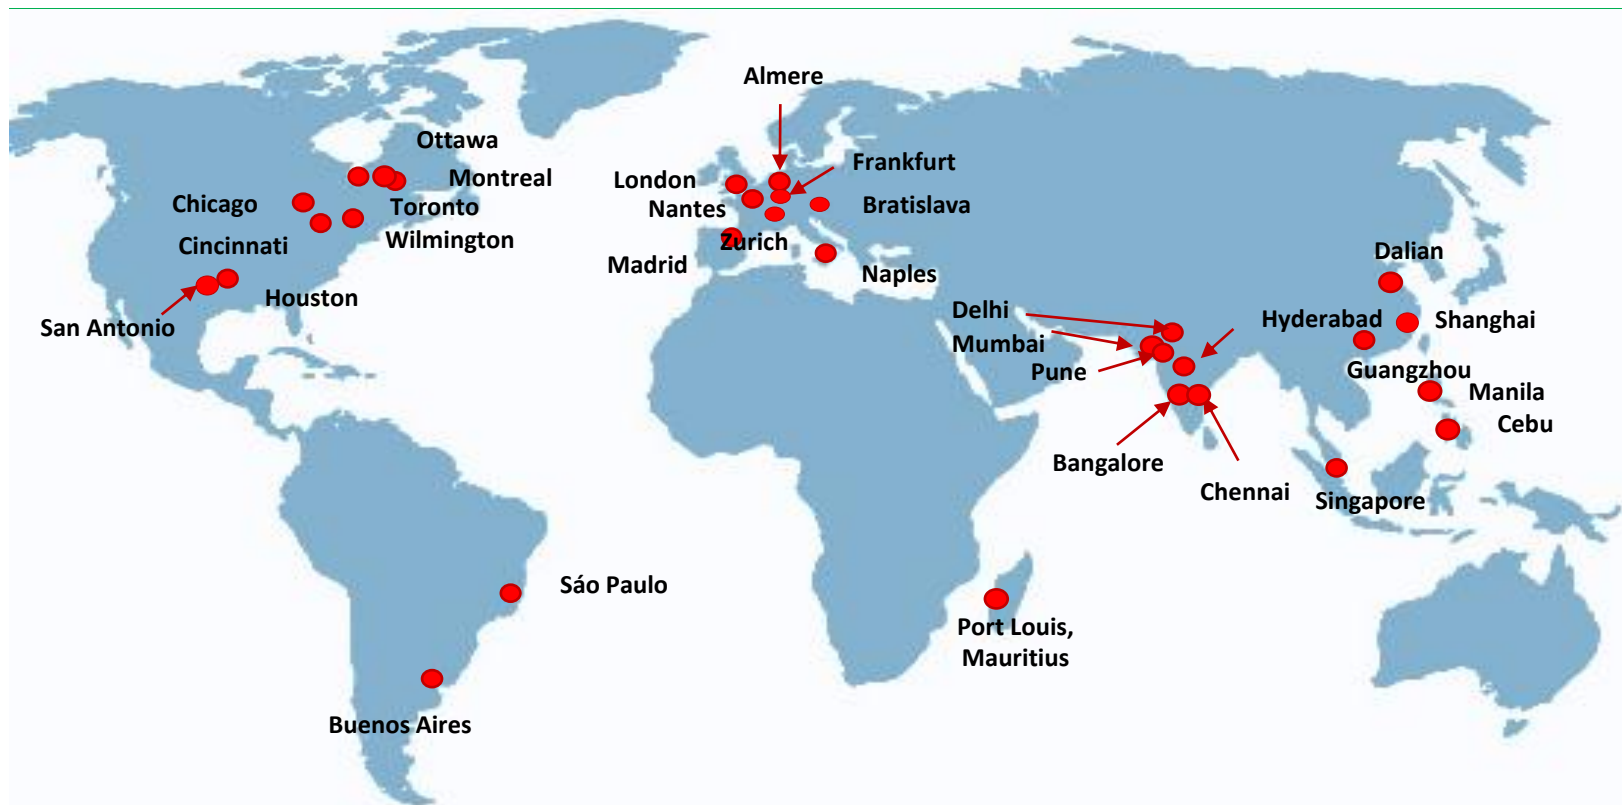 Almere
Ottawa
Frankfurt
London
Montreal
Chicago
Toronto
Nantes
Bratislava
Wilmington
Cincinnati
Zurich
Madrid
Naples
Dalian
Houston
San Antonio
Delhi
Hyderabad
Shanghai
Mumbai
Pune
Guangzhou
Manila
Cebu
Bangalore
Chennai
Singapore
Sáo Paulo
Port Louis,
Mauritius
Buenos Aires